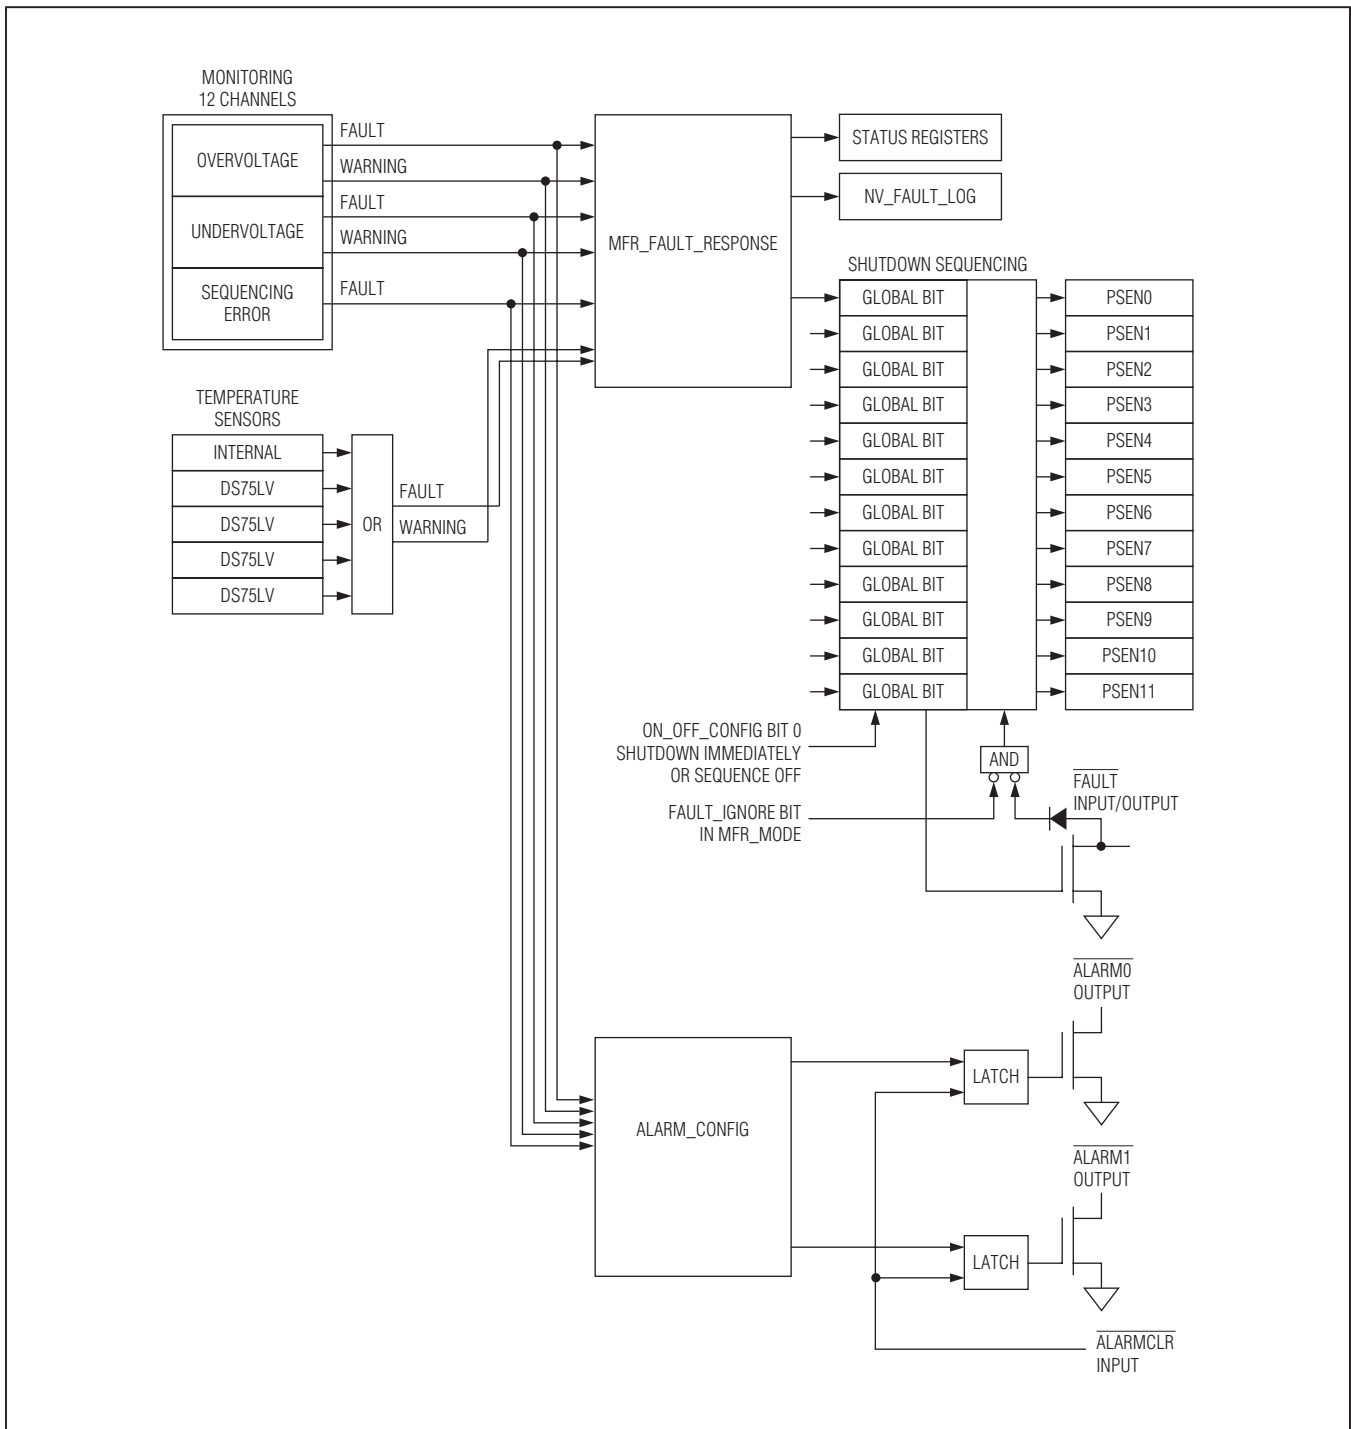 MONITORING
12 CHANNELS
OVERVOLTAGE
UNDERVOLTAGE
SEQUENCING
ERROR
FAULT
WARNING
FAULT
WARNING
FAULT
MFR_FAULT_RESPONSE
STATUS REGISTERS
NV_FAULT_LOG
SHUTDOWN SEQUENCING
GLOBAL BIT
GLOBAL BIT
GLOBAL BIT
GLOBAL BIT
GLOBAL BIT
GLOBAL BIT
GLOBAL BIT
GLOBAL BIT
GLOBAL BIT
GLOBAL BIT
GLOBAL BIT
GLOBAL BIT
PSEN0
PSEN1
PSEN2
PSEN3
PSEN4
PSEN5
PSEN6
PSEN7
PSEN8
PSEN9
PSEN10
PSEN11
TEMPERATURE
SENSORS
INTERNAL
DS75LV
DS75LV
DS75LV
DS75LV
OR
FAULT
WARNING
ON_OFF_CONFIG BIT 0
SHUTDOWN IMMEDIATELY
OR SEQUENCE OFF
AND
FAULT_IGNORE BIT
IN MFR_MODE
FAULT
INPUT/OUTPUT
ALARM_CONFIG
LATCH
ALARM0
OUTPUT
LATCH
ALARM1
OUTPUT
ALARMCLR
INPUT